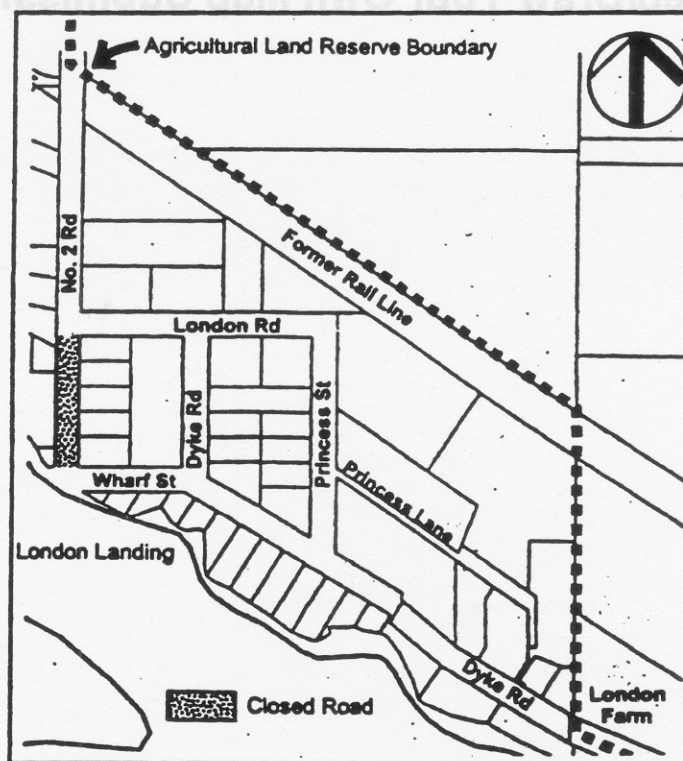 Agricultural Land Reserve Boundary
No. 2 Rd
Former Rail Line
London Rd
Dyke Rd
Princess St
Wharf St
Princess Lane
London Landing
Dyke Rd
London
Farm
Closed Road